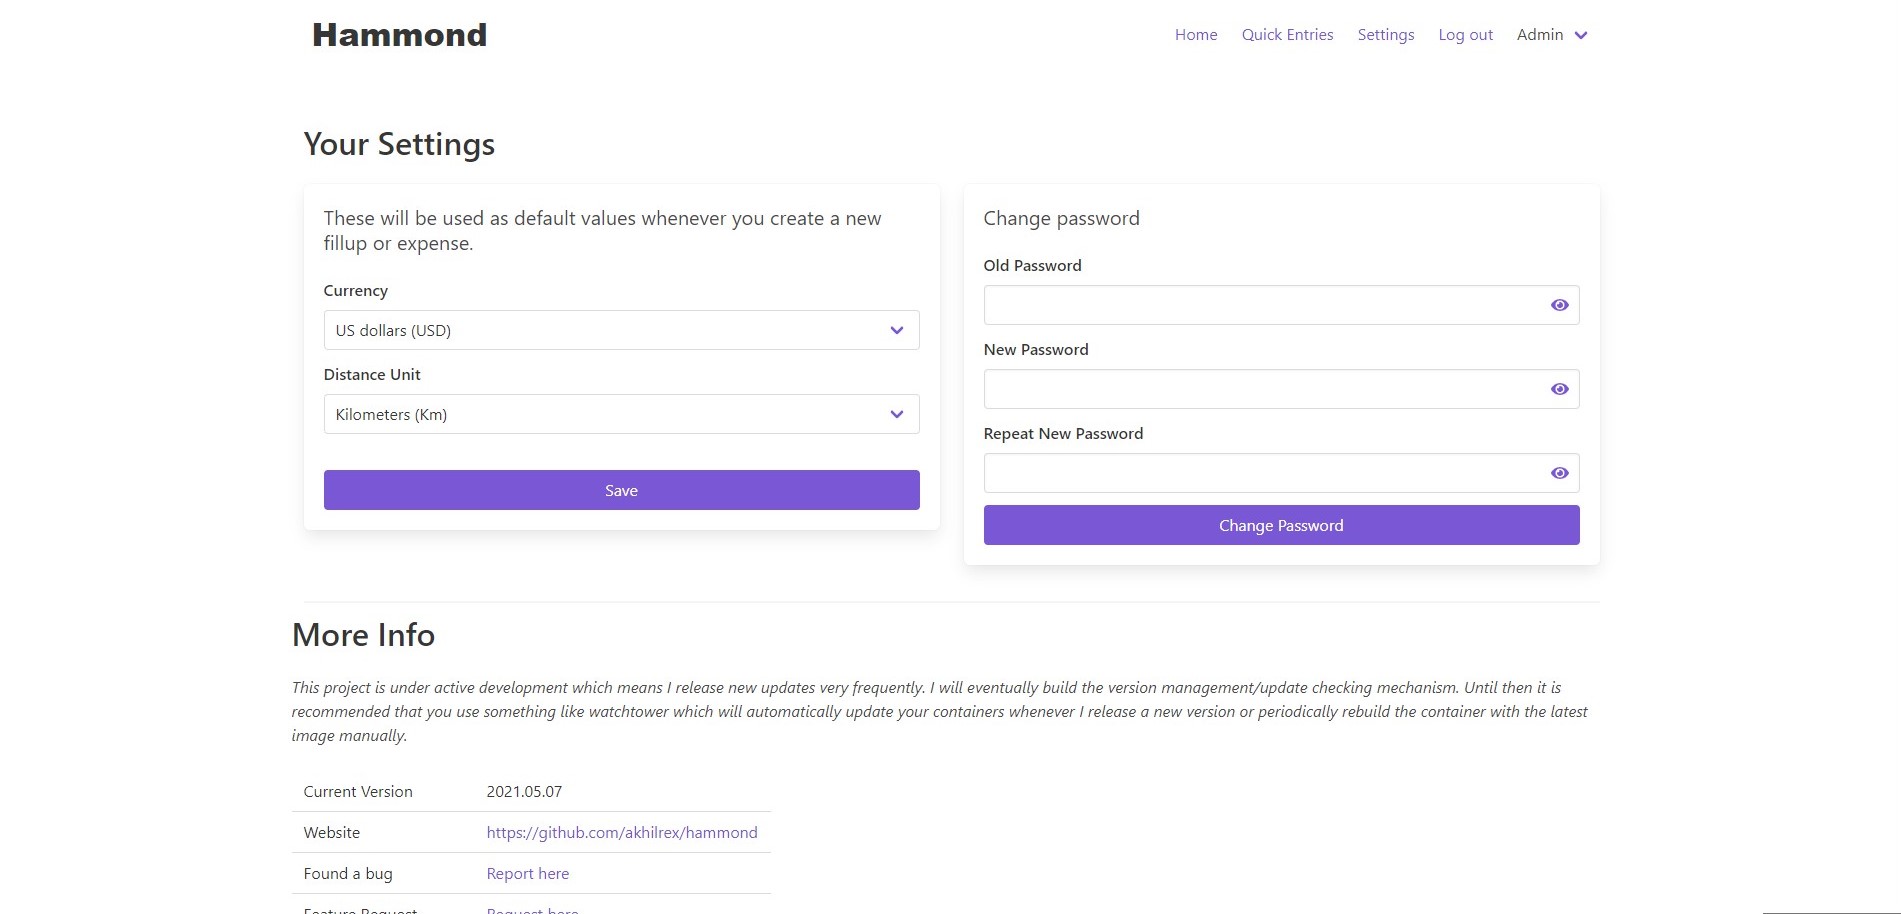 Hammond
Home Quick Entries Settings Log out Admin
Your Settings
These will be used as default values whenever you create a new
fillup or expense.
Currency
US dollars (USD)
Distance Unit
Kilometers (Km)
Save
Change password
Old Password
New Password
Repeat New Password
Change Password
More Info
This project is under active development which means I release new updates very frequently. I will eventually build the version management/update checking mechanism. Until then it is
recommended that you use something like watchtower which will automatically update your containers whenever I release a new version or periodically rebuild the container with the latest
image manually.
Current Version 2021.05.07
Website https://github.com/akhilrex/hammond
Found a bug Report here
Feature Request Request here